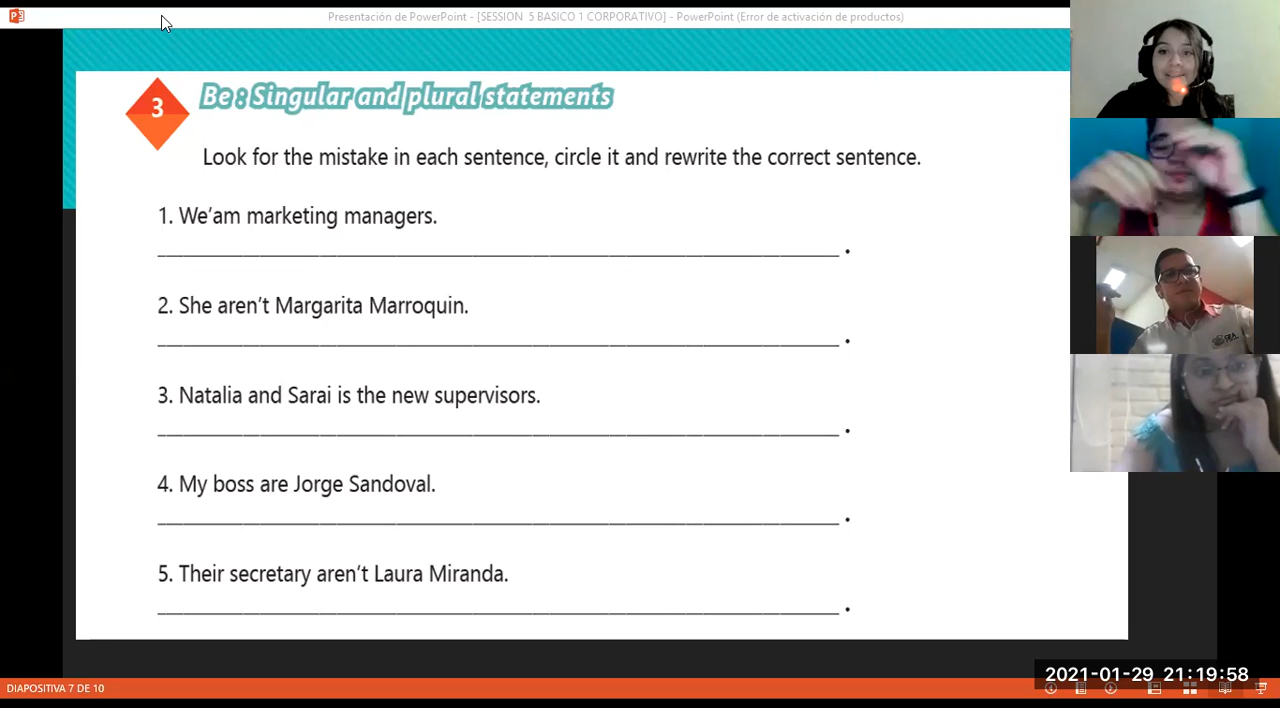 Presentación de PowerPoint - [SESSION 5 BASICO 1 CORPORATIVO] - PowerPoint (Error de activación de productos)
3
Be : Singular and plural statements
Look for the mistake in each sentence, circle it and rewrite the correct sentence.
1. We’am marketing managers.
2. She aren’t Margarita Marroquin.
3. Natalia and Sarai is the new supervisors.
4. My boss are Jorge Sandoval.
5. Their secretary aren’t Laura Miranda.
2021-01-29 21:19:58
DIAPOSITIVA 7 DE 10